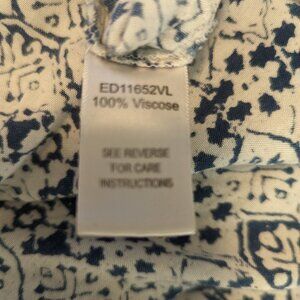 ED11652VL
100% Viscose
SEE REVERSE
FOR CARE
INSTRUCTIONS